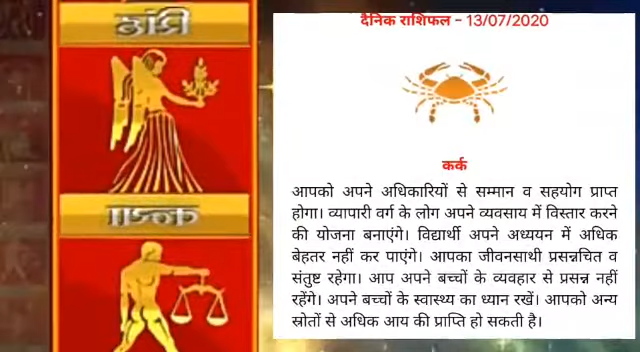 दैनिक राशिफल - 13/07/2020
कर्क
आपको अपने अधिकारियों से सम्मान व सहयोग प्राप्त
होगा। व्यापारी वर्ग के लोग अपने व्यवसाय में विस्तार करने
की योजना बनाएंगे। विद्यार्थी अपने अध्ययन में अधिक
बेहतर नहीं कर पाएंगे। आपका जीवनसाथी प्रसन्नचित व
संतुष्ट रहेगा। आप अपने बच्चों के व्यवहार से प्रसन्न नहीं
रहेंगे। अपने बच्चों के स्वास्थ्य का ध्यान रखें। आपको अन्य
स्रोतों से अधिक आय की प्राप्ति हो सकती है।